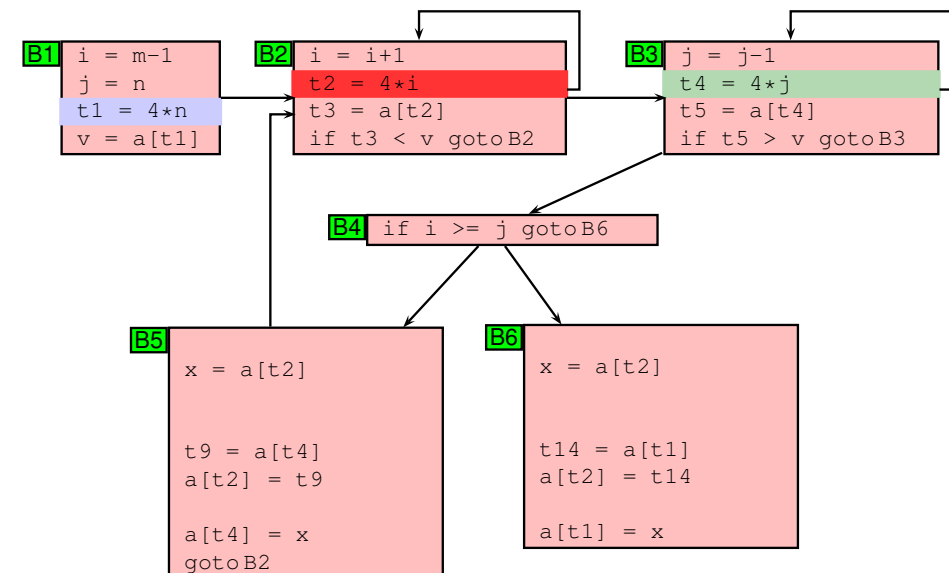 B1
i = m-1
j = n
t1 = 4*n
v = a[t1]
B2
i = i+1
t2 = 4*i
t3 = a[t2]
if t3 < v goto B2
B3
j = j-1
t4 = 4*j
t5 = a[t4]
if t5 > v goto B3
B4
if i >= j goto B6
B5
x = a[t2]
t9 = a[t4]
a[t2] = t9
a[t4] = x
goto B2
B6
x = a[t2]
t14 = a[t1]
a[t2] = t14
a[t1] = x